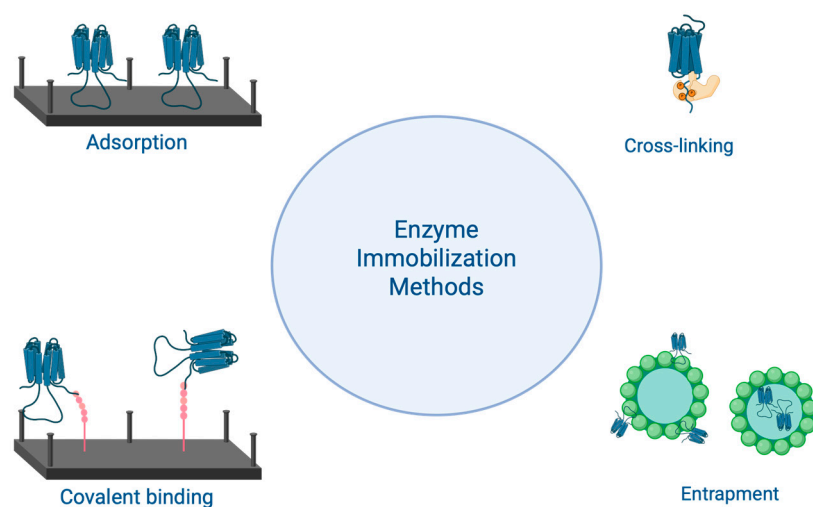 Adsorption
Cross-linking
Enzyme
Immobilization
Methods
Covalent binding
Entrapment